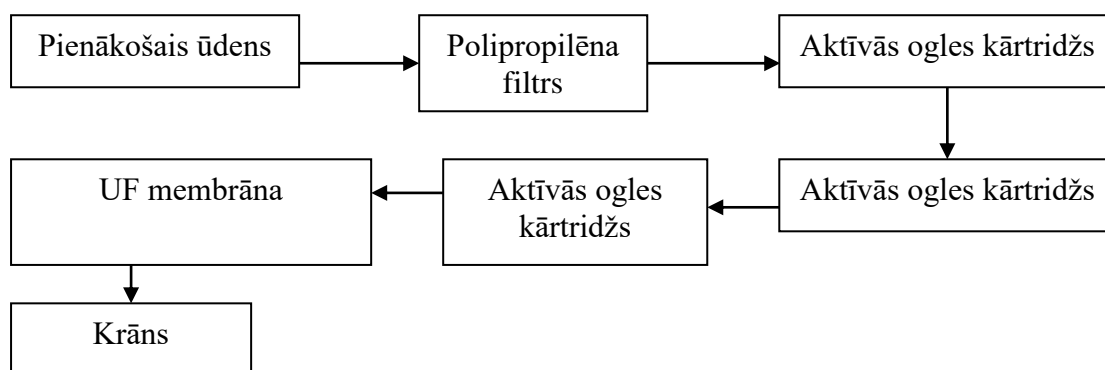 Pienākošais ūdens
Polipropilēna
filtrs
Aktīvās ogles kārtridžs
Aktīvās ogles kārtridžs
Aktīvās ogles
kārtridžs
UF membrāna
Krāns